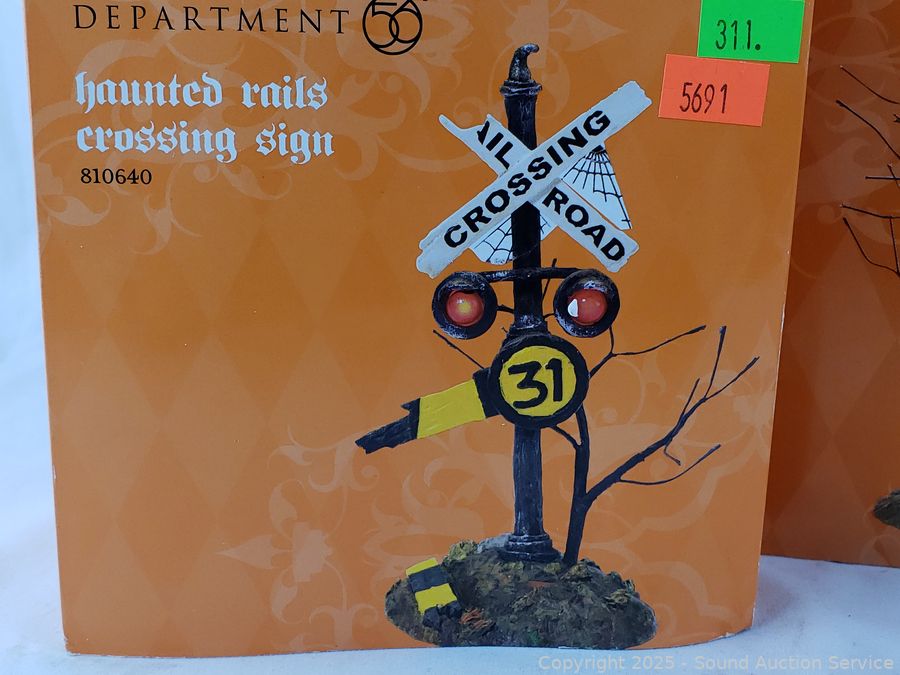 DEPARTMENT 56
haunted rails
crossing sign
810640
311.
5691
AIL
CROSSING
ROAD
31
Copyright 2025 - Sound Auction Service